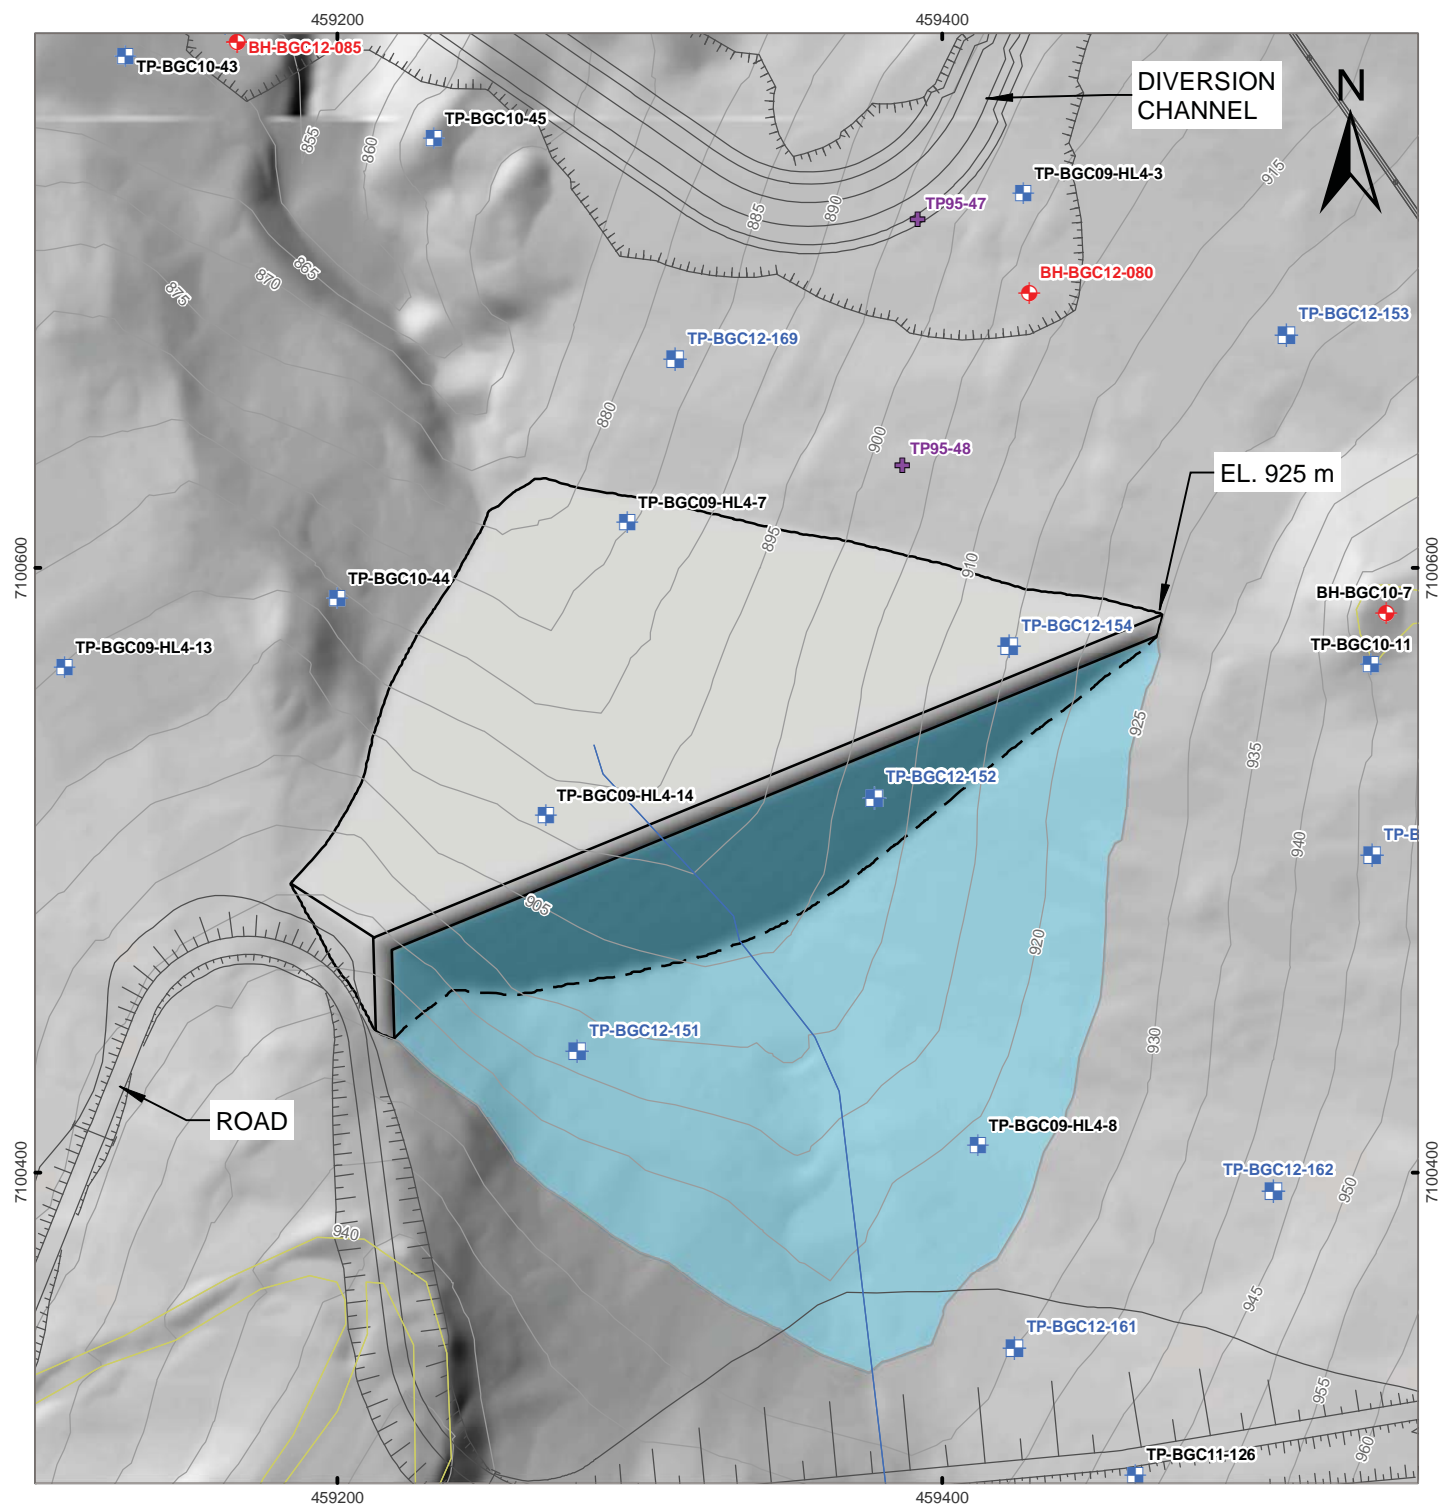 459200
459400
BH-BGC12-085
TP-BGC10-43
DIVERSION
CHANNEL
N
TP-BGC10-45
855
860
TP-BGC09-HL4-3
915
TP95-47
885
890
BH-BGC12-080
865
870
875
TP-BGC12-153
TP-BGC12-169
880
900
TP95-48
EL. 925 m
TP-BGC09-HL4-7
895
910
7100600
7100600
TP-BGC10-44
BH-BGC10-7
TP-BGC12-154
TP-BGC09-HL4-13
TP-BGC10-11
925
935
TP-BGC12-152
TP-BGC09-HL4-14
940
TP-B
905
920
TP-BGC12-151
930
ROAD
TP-BGC09-HL4-8
7100400
7100400
TP-BGC12-162
950
940
945
TP-BGC12-161
955
TP-BGC11-126
960
459200
459400